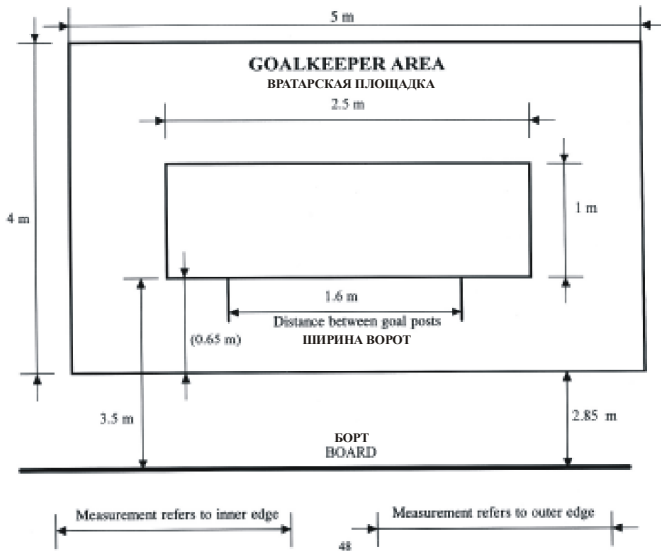 5 m
GOALKEEPER AREA
ВРАТАРСКАЯ ПЛОЩАДКА
2.5 m
4 m
1 m
1.6 m
Distance between goal posts
(0.65 m)
ШИРИНА ВОРОТ
3.5 m
2.85 m
БОРТ
BOARD
Measurement refers to inner edge
Measurement refers to outer edge
48